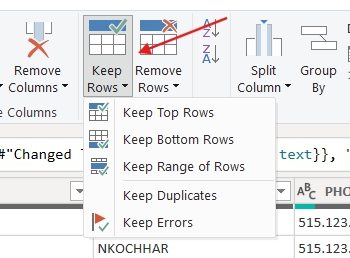 Remove
Columns
Keep
Rows
Remove
Rows
Split
Column
Group
By
e Columns
Keep Top Rows
Keep Bottom Rows
Keep Range of Rows
Keep Duplicates
Keep Errors
#"Changed
text}}, "
ABC
PHO
515.123.
NKOCHHAR
515.123.